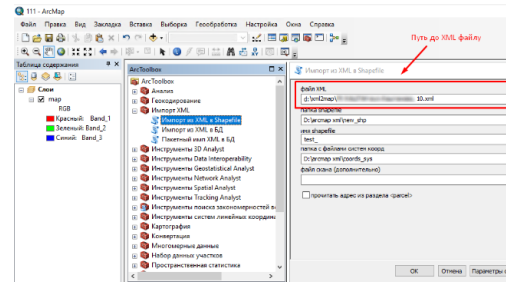 111 - ArcMap
Файл Правка Вид Закладка Вставка Выборка Геообработка Настройка Окна Справка
Путь до XML файлу
Таблица содержания
Слои
map
RGB
Красный: Band_1
Зеленый: Band_2
Синий: Band_3
ArcToolbox
ArcToolbox
Анализ
Геокодирование
Импорт XML
Импорт из XML в Shapefile
Импорт из XML в БД
Пакетный имп XML в БД
Инструменты 3D Analyst
Инструменты Data Interoperability
Инструменты Geostatistical Analyst
Инструменты Network Analyst
Инструменты Spatial Analyst
Инструменты Tracking Analyst
Инструменты поиска закономерностей в
Инструменты систем линейных координа
Картография
Конвертация
Многомерные данные
Набор данных участков
Пространственная статистика
Импорт из XML в Shapefile
файл XML
g:\xml2map\ 10.xml
папка shapefile
D:\arcmap xml\new_shp
имя shapefile
test_
папка с файлами систем коорд
D:\arcmap xml\coords_sys
файл скана (дополнительно)
прочитать адрес из раздела <parcel>
OK Отмена Параметры с